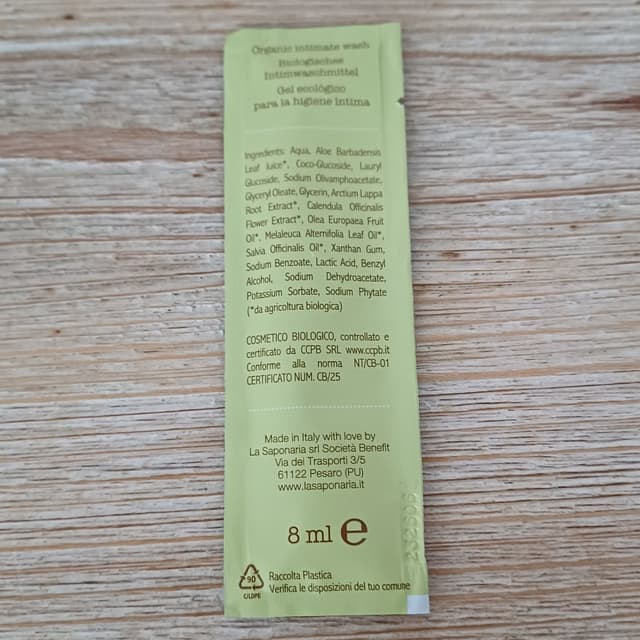 Organic intimate wash
Biologisches
Intimwaschmittel
Gel ecológico
para la higiene íntima
Ingredients: Aqua, Aloe Barbadensis
Leaf Juice*, Coco-Glucoside, Lauryl
Glucoside, Sodium Olivamphoacetate,
Glyceryl Oleate, Glycerin, Arctium Lappa
Root Extract*, Calendula Officinalis
Flower Extract*, Olea Europaea Fruit
Oil*, Melaleuca Alternifolia Leaf Oil*,
Salvia Officinalis Oil*, Xanthan Gum,
Sodium Benzoate, Lactic Acid, Benzyl
Alcohol, Sodium Dehydroacetate,
Potassium Sorbate, Sodium Phytate
(*da agricoltura biologica)
COSMETICO BIOLOGICO, controllato e
certificato da CCPB SRL www.ccpb.it
Conforme alla norma NT/CB-01
CERTIFICATO NUM. CB/25
Made in Italy with love by
La Saponaria srl Società Benefit
Via dei Trasporti 3/5
61122 Pesaro (PU)
www.lasaponaria.it
8 ml e
90
C/LDPE
Raccolta Plastica
Verifica le disposizioni del tuo comune